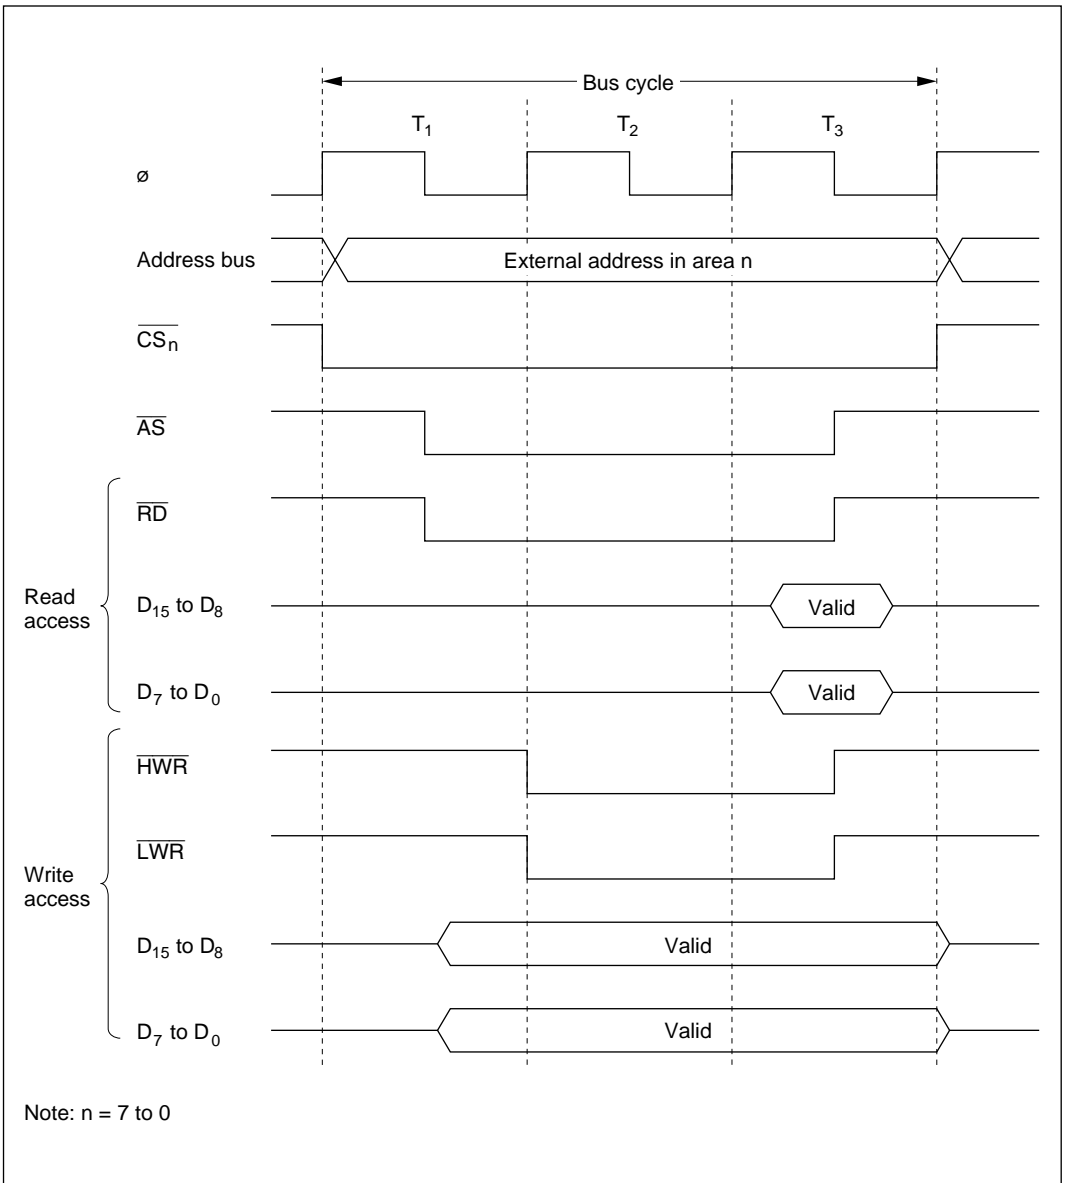 Bus cycle
T1 T2 T3
ø
Address bus External address in area n
CSn
AS
RD
Read access
D15 to D8 Valid
D7 to D0 Valid
HWR
LWR
Write access
D15 to D8 Valid
D7 to D0 Valid
Note: n = 7 to 0